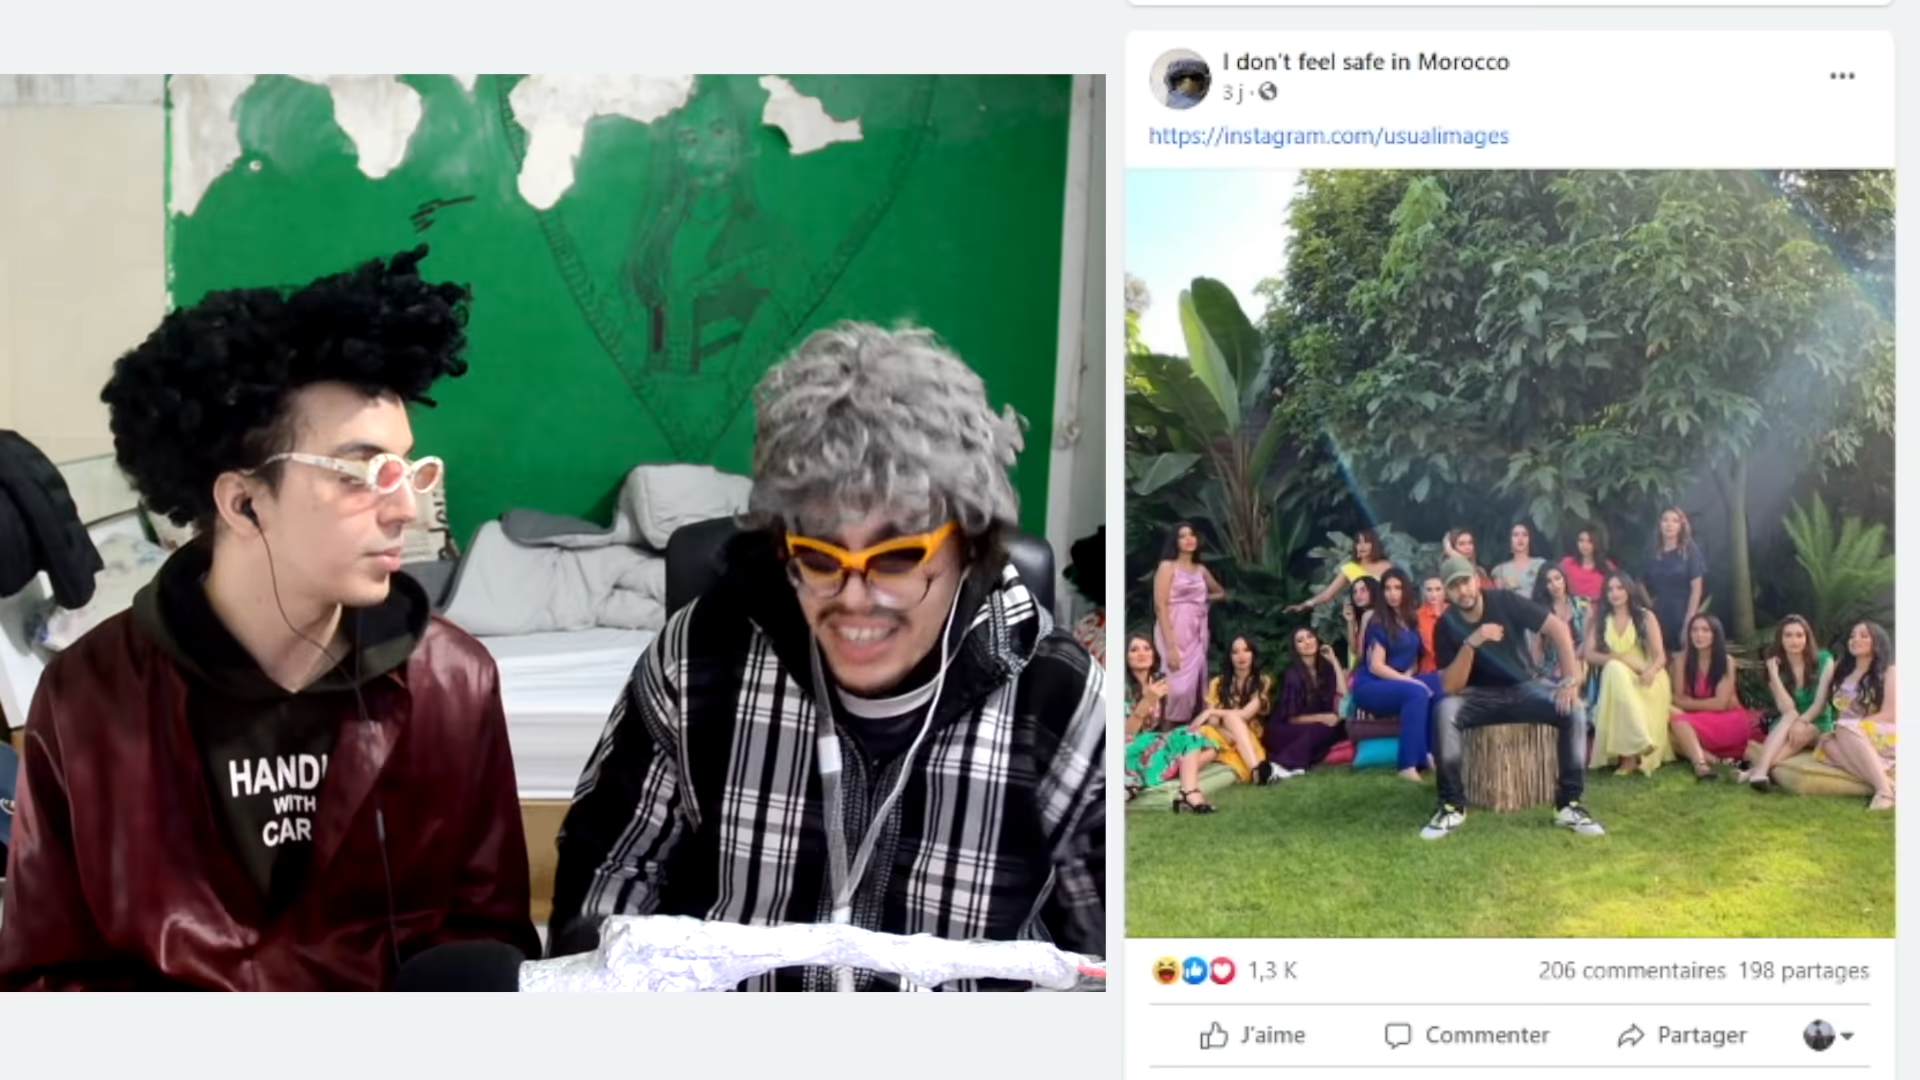 HAND
WITH
CAR
I don't feel safe in Morocco
3 j
https://instagram.com/usualimages
1,3 K
206 commentaires 198 partages
J'aime
Commenter
Partager